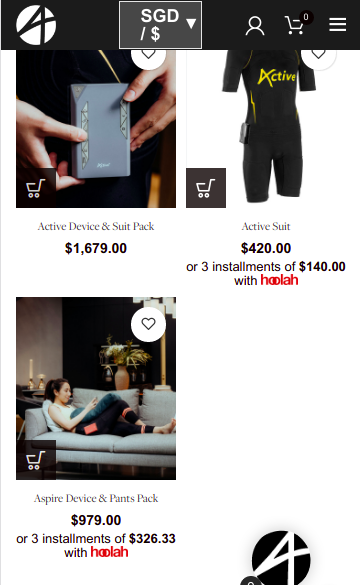 SGD
/ $
▼
0
Active
Active
Active Device & Suit Pack
$1,679.00
Active Suit
$420.00
or 3 installments of $140.00
with hoolah
Aspire Device & Pants Pack
$979.00
or 3 installments of $326.33
with hoolah